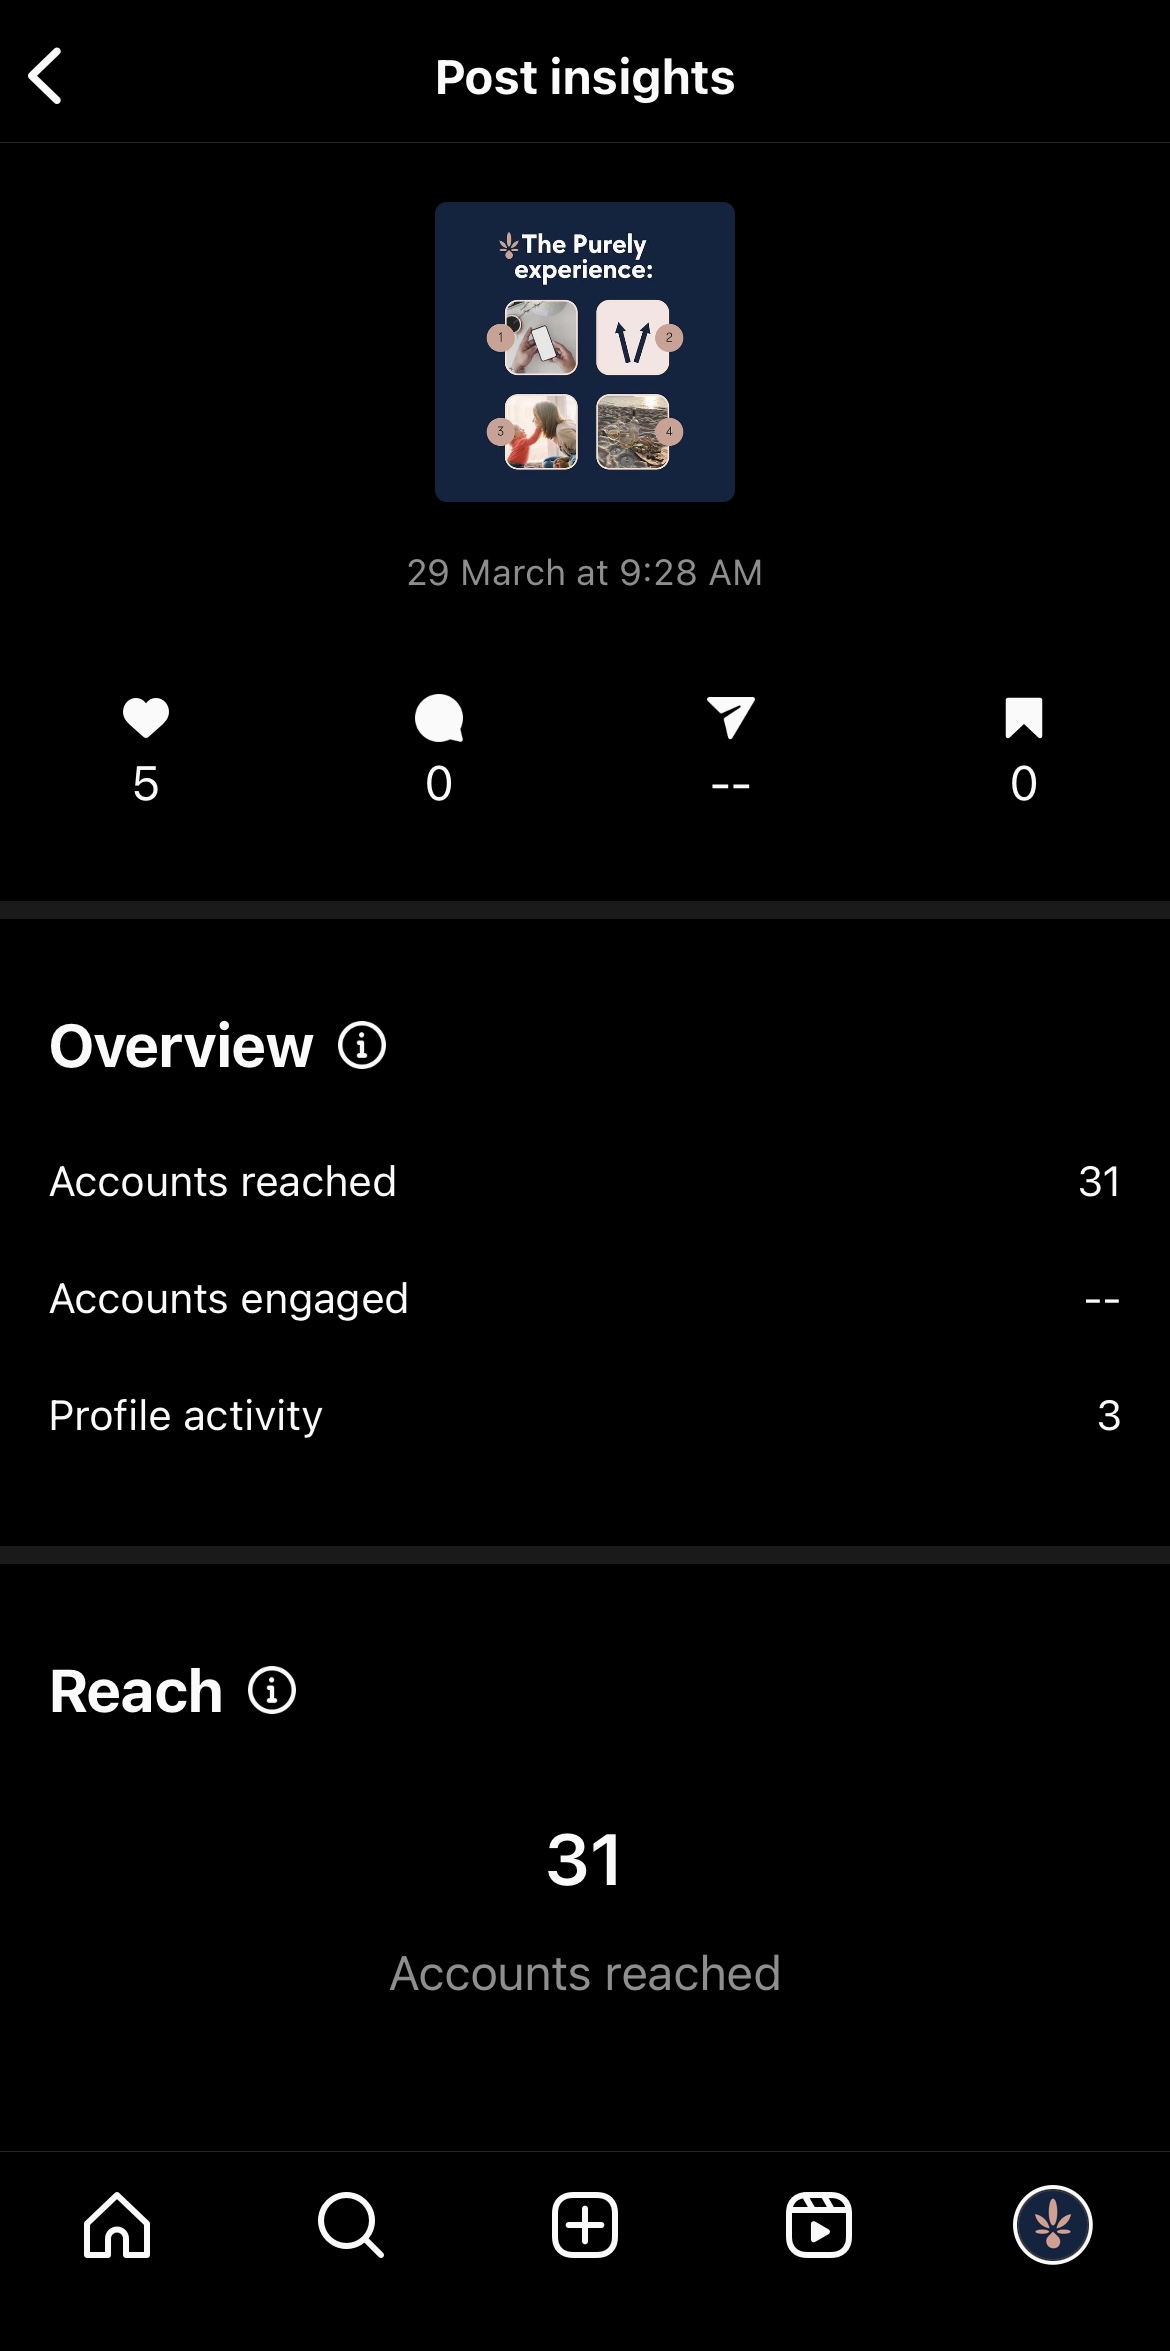 Post insights
The Purely
experience:
1
2
3
4
29 March at 9:28 AM
5
0
--
0
Overview
Accounts reached
31
Accounts engaged
--
Profile activity
3
Reach
31
Accounts reached